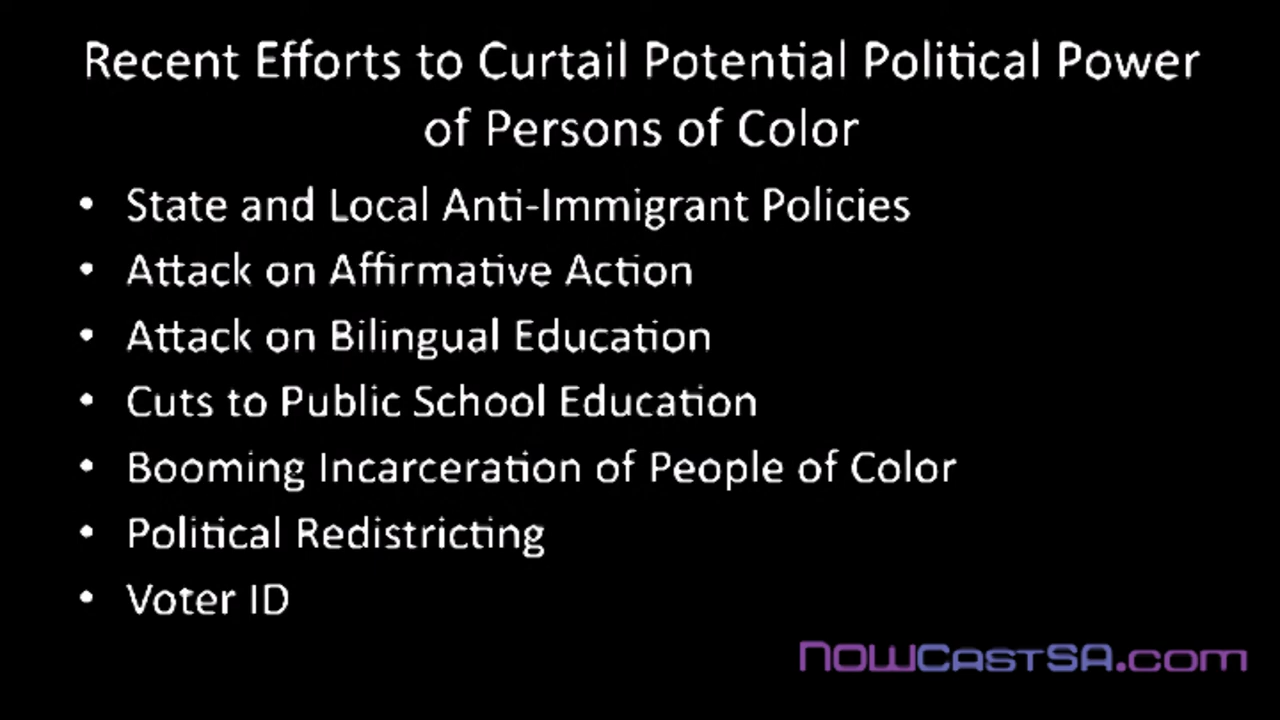 Recent Efforts to Curtail Potential Political Power
of Persons of Color
• State and Local Anti-Immigrant Policies
• Attack on Affirmative Action
• Attack on Bilingual Education
• Cuts to Public School Education
• Booming Incarceration of People of Color
• Political Redistricting
• Voter ID
NOWCASTSA.COM